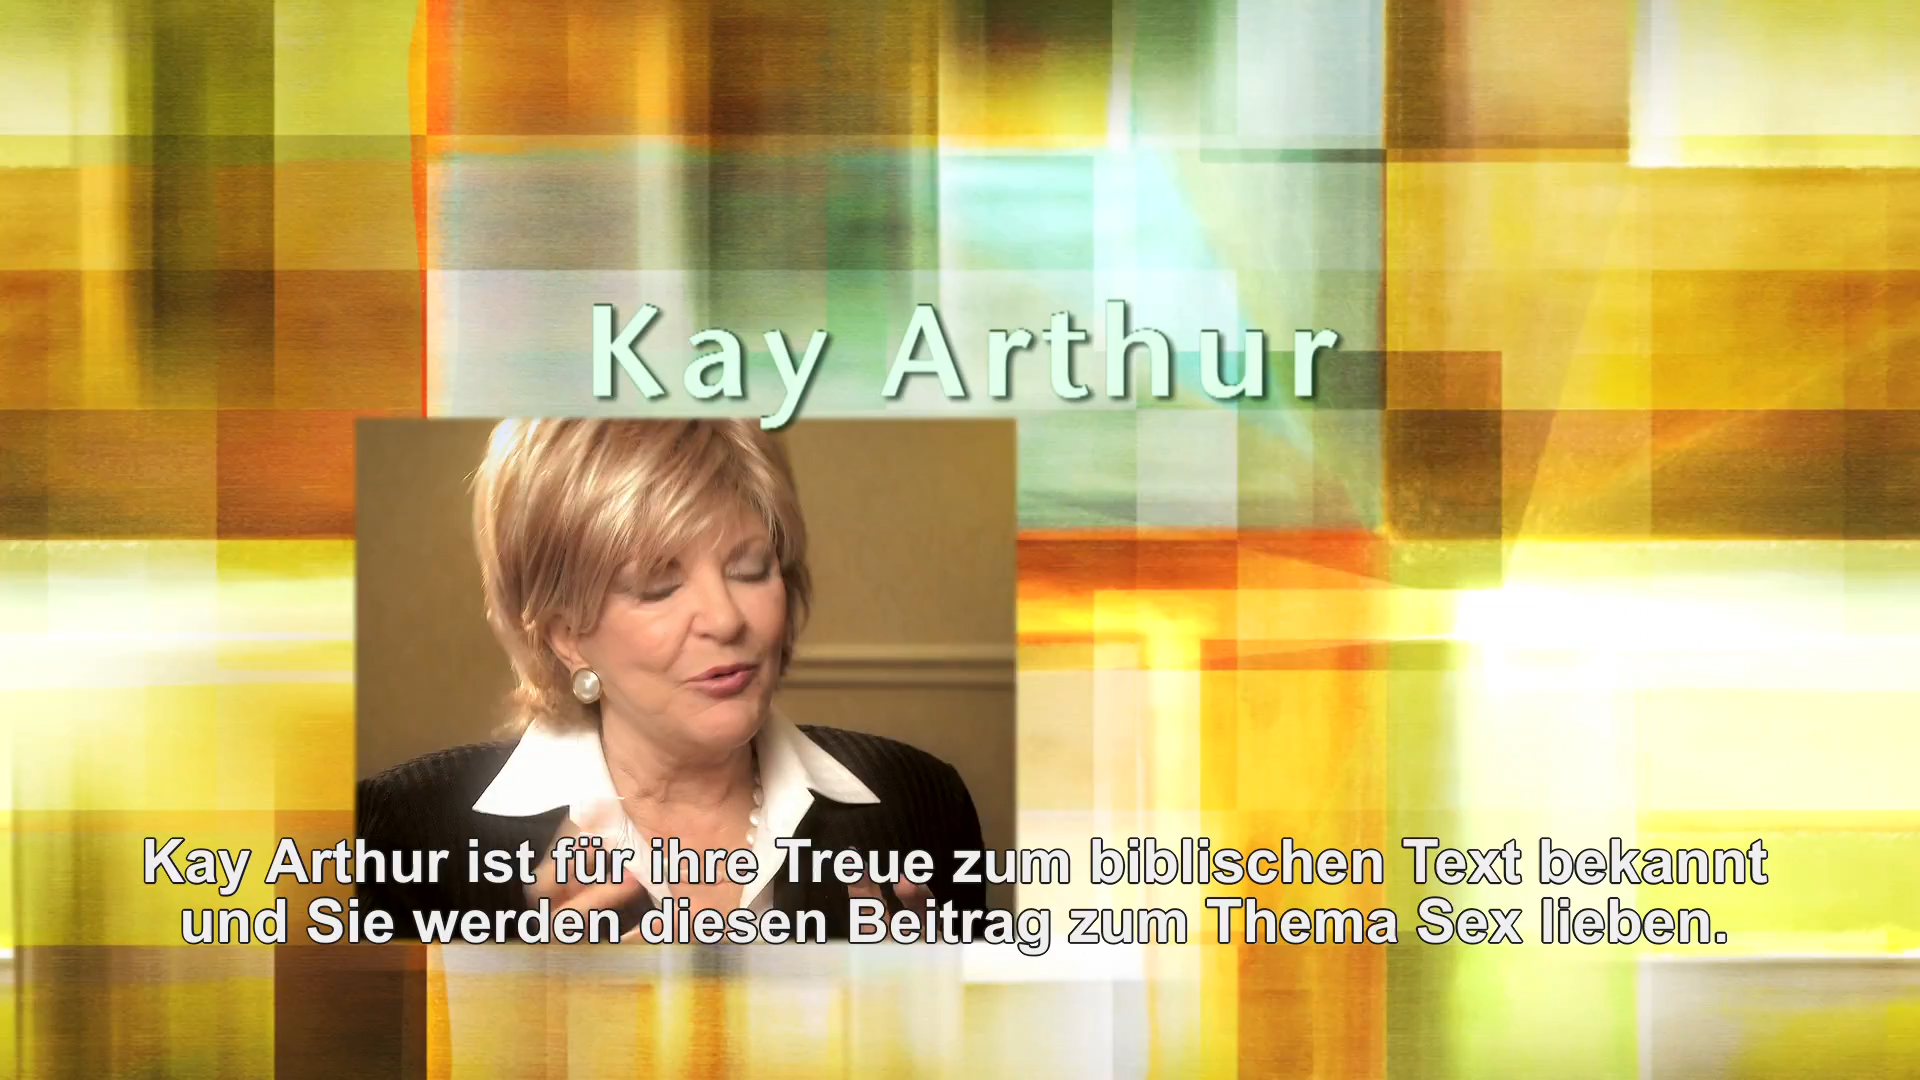 Kay Arthur
Kay Arthur ist für ihre Treue zum biblischen Text bekannt
und Sie werden diesen Beitrag zum Thema Sex lieben.